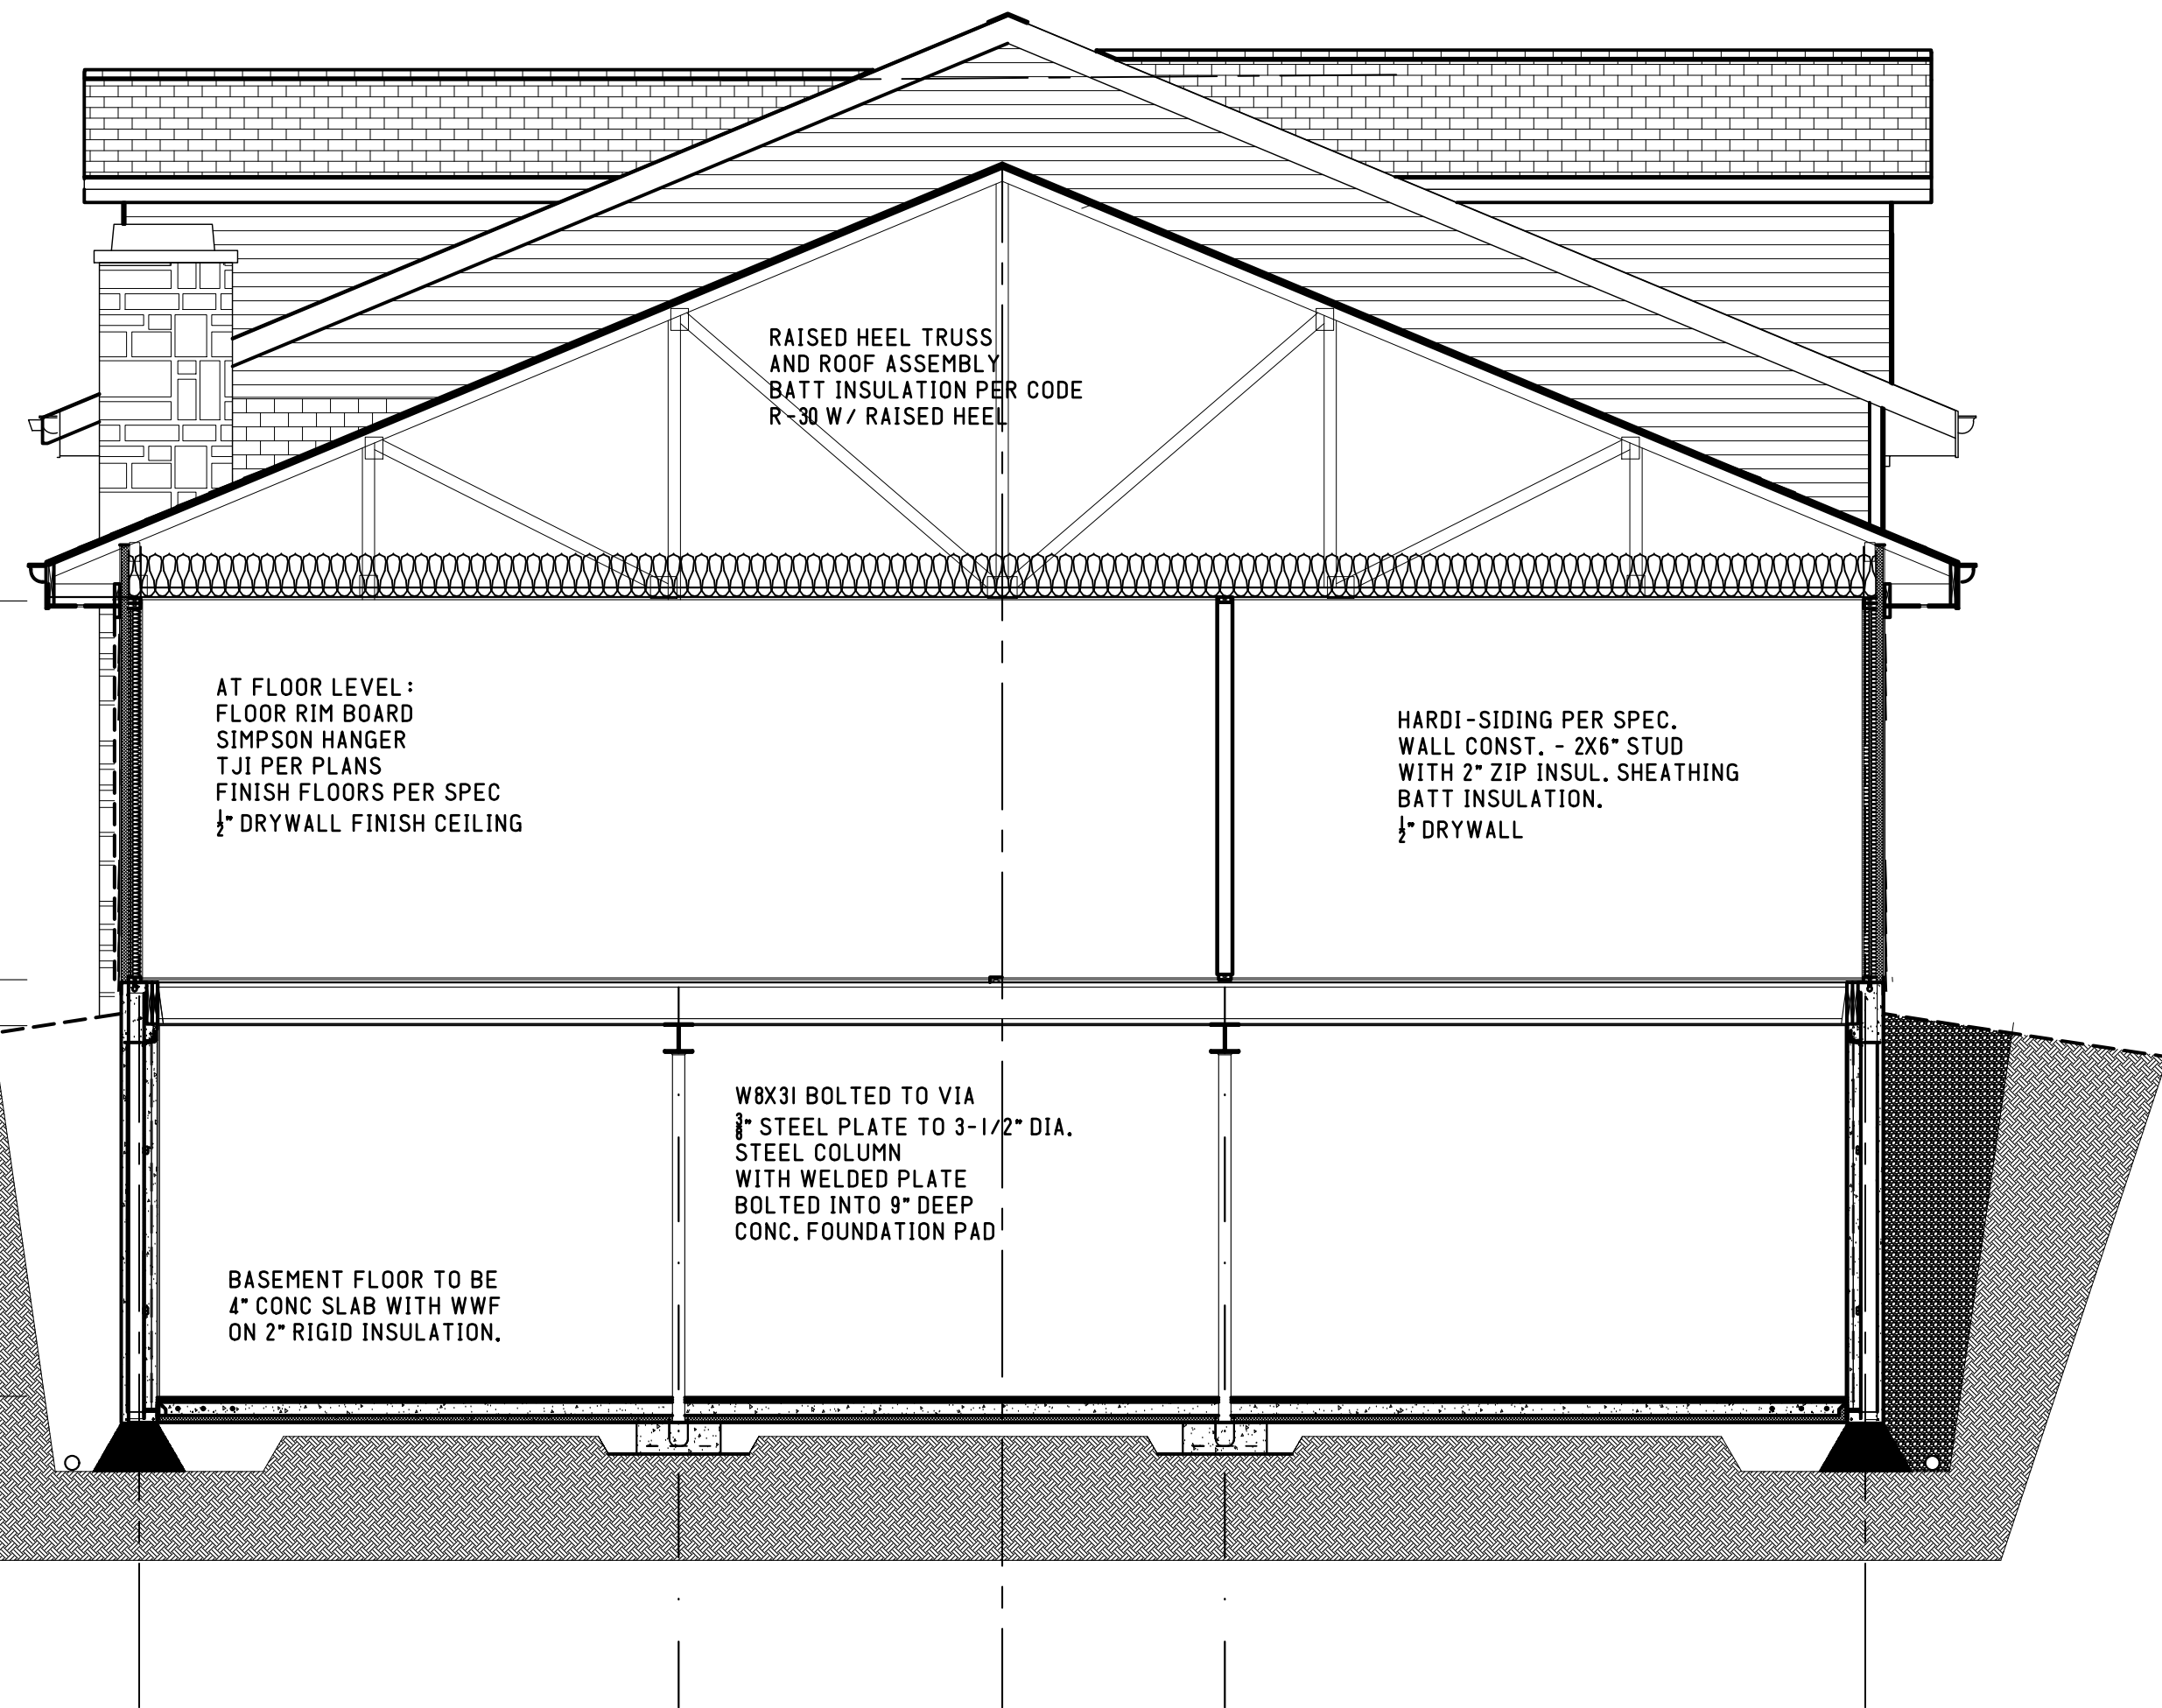 RAISED HEEL TRUSS
AND ROOF ASSEMBLY
BATT INSULATION PER CODE
R-30 W/ RAISED HEEL
AT FLOOR LEVEL:
FLOOR RIM BOARD
SIMPSON HANGER
TJI PER PLANS
FINISH FLOORS PER SPEC
1/2" DRYWALL FINISH CEILING
HARDI-SIDING PER SPEC.
WALL CONST. - 2X6" STUD
WITH 2" ZIP INSUL. SHEATHING
BATT INSULATION.
1/2" DRYWALL
W8X31 BOLTED TO VIA
3/8" STEEL PLATE TO 3-1/2" DIA.
STEEL COLUMN
WITH WELDED PLATE
BOLTED INTO 9" DEEP
CONC. FOUNDATION PAD
BASEMENT FLOOR TO BE
4" CONC SLAB WITH WWF
ON 2" RIGID INSULATION.